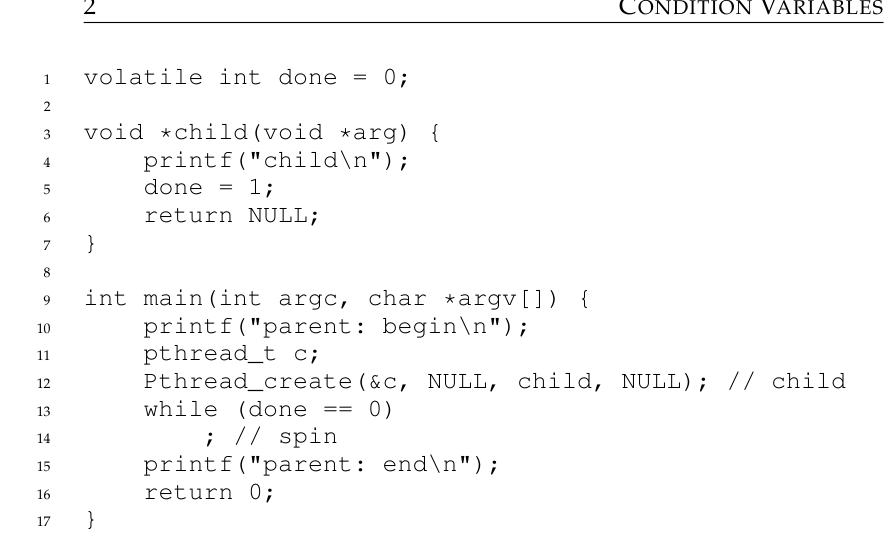 2 CONDITION VARIABLES
1 volatile int done = 0;
2
3 void *child(void *arg) {
4     printf("child\n");
5     done = 1;
6     return NULL;
7 }
8
9 int main(int argc, char *argv[]) {
10     printf("parent: begin\n");
11     pthread_t c;
12     Pthread_create(&c, NULL, child, NULL); // child
13     while (done == 0)
14         ; // spin
15     printf("parent: end\n");
16     return 0;
17 }